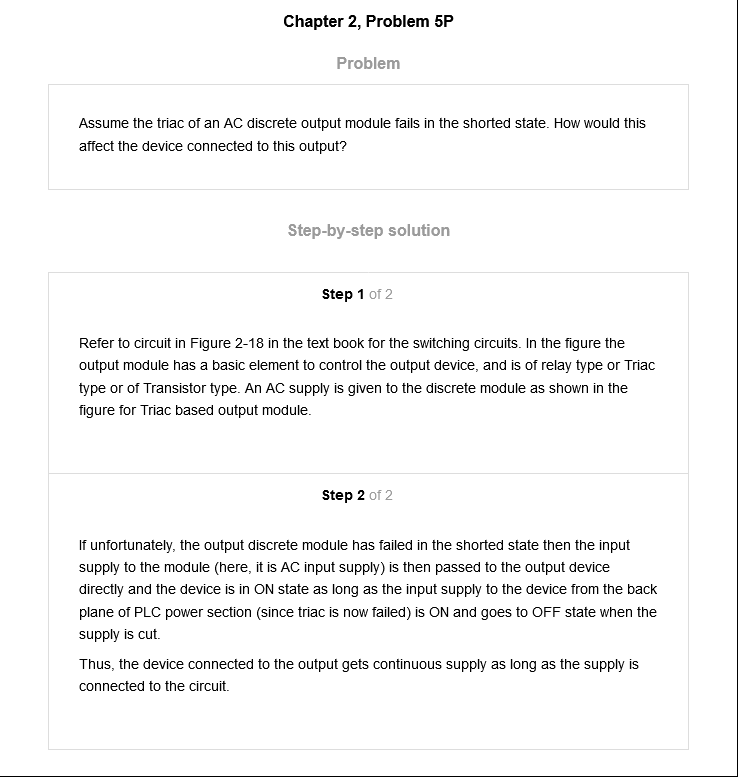 Chapter 2, Problem 5P
Problem
Assume the triac of an AC discrete output module fails in the shorted state. How would this
affect the device connected to this output?
Step-by-step solution
Step 1 of 2
Refer to circuit in Figure 2-18 in the text book for the switching circuits. In the figure the
output module has a basic element to control the output device, and is of relay type or Triac
type or of Transistor type. An AC supply is given to the discrete module as shown in the
figure for Triac based output module.
Step 2 of 2
If unfortunately, the output discrete module has failed in the shorted state then the input
supply to the module (here, it is AC input supply) is then passed to the output device
directly and the device is in ON state as long as the input supply to the device from the back
plane of PLC power section (since triac is now failed) is ON and goes to OFF state when the
supply is cut.
Thus, the device connected to the output gets continuous supply as long as the supply is
connected to the circuit.